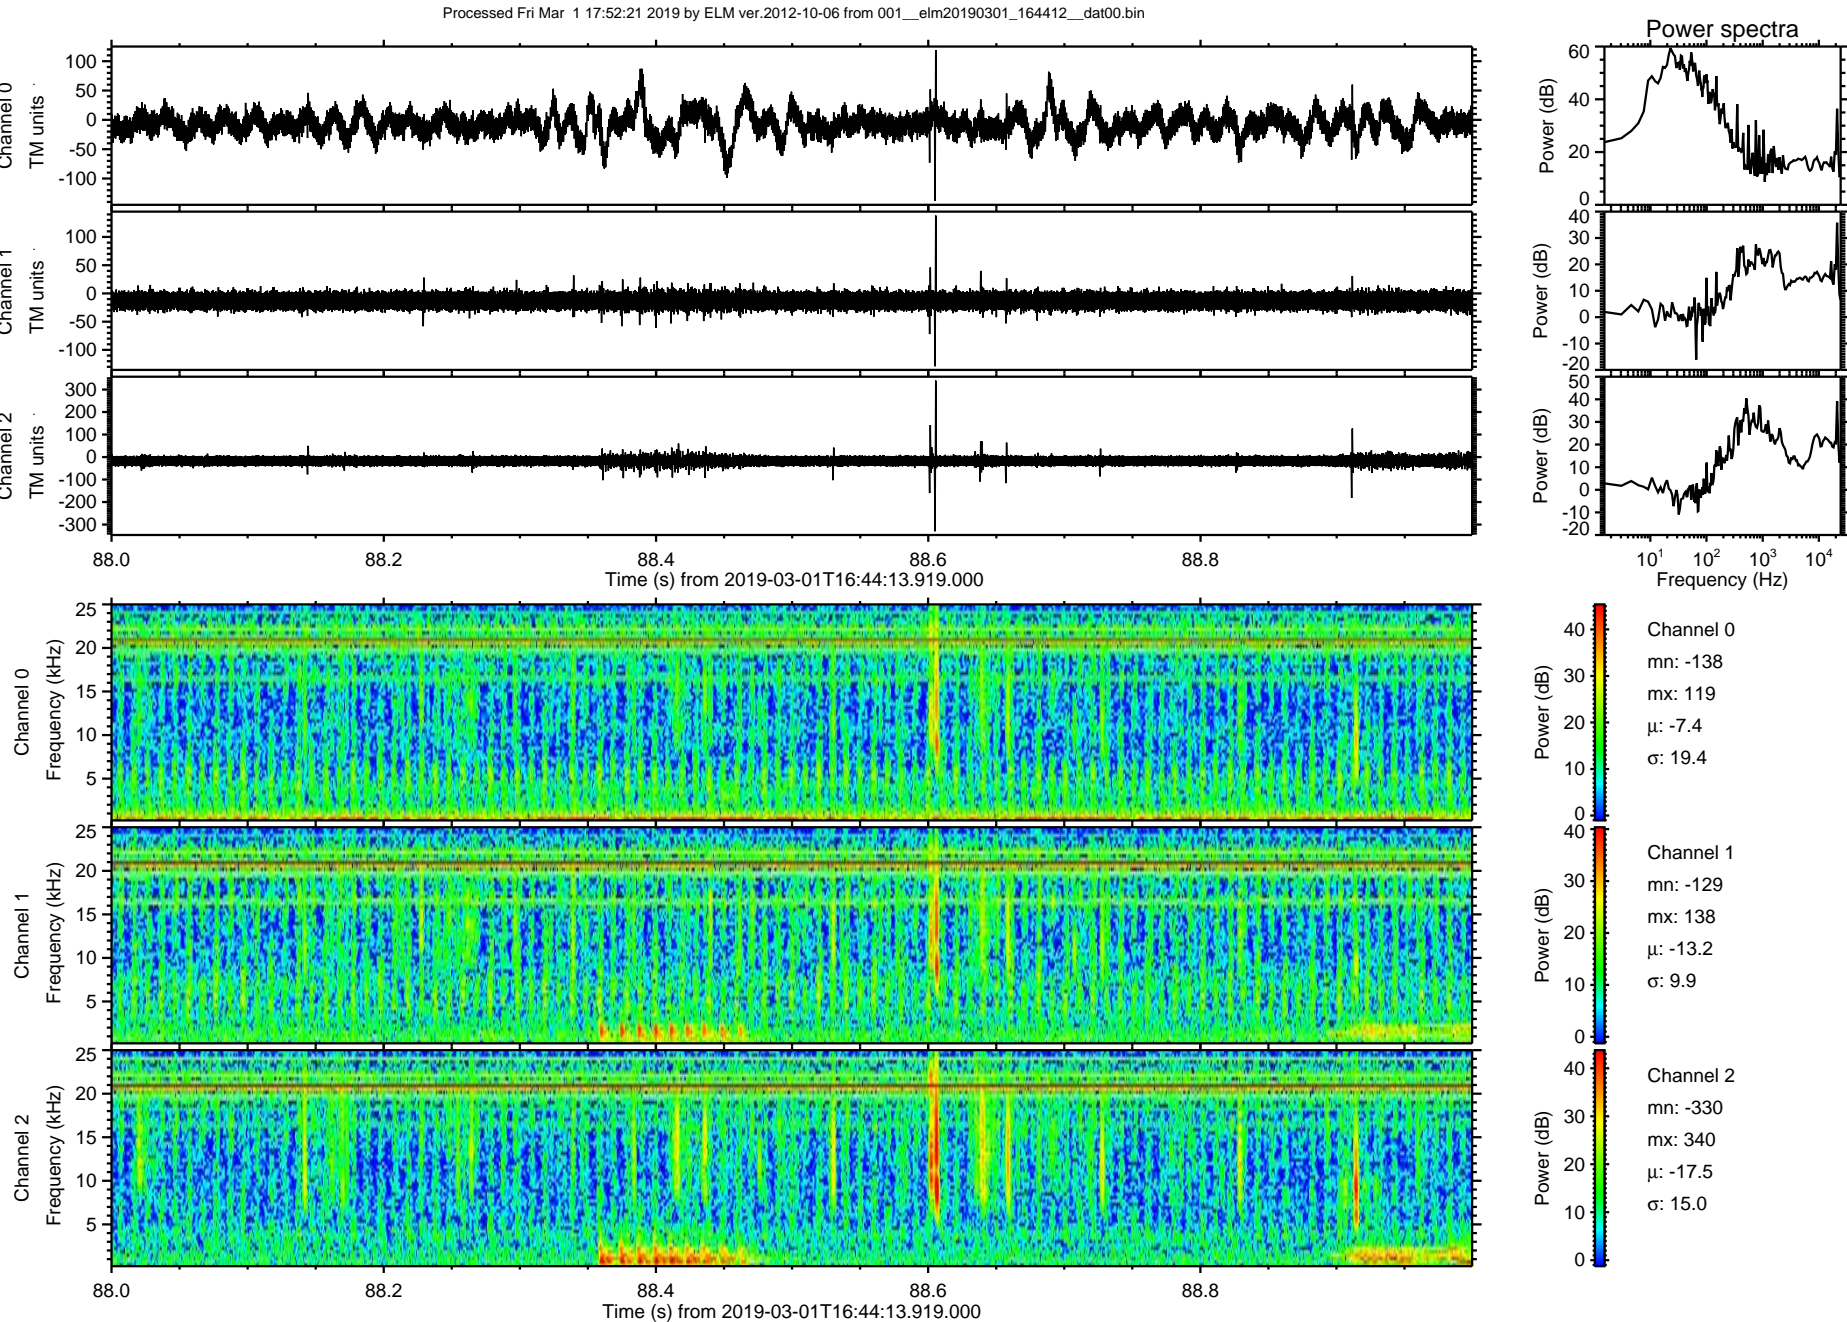 Processed Fri Mar 1 17:52:21 2019 by ELM ver.2012-10-06 from 001__elm20190301_164412__dat00.bin
Power spectra
Channel 0
TM units
100
50
0
-50
-100
Power (dB)
60
40
20
0
Channel 1
TM units
100
50
0
-50
-100
Power (dB)
40
30
20
10
0
-10
-20
Channel 2
TM units
300
200
100
0
-100
-200
-300
Power (dB)
50
40
30
20
10
0
-10
-20
88.0 88.2 88.4 88.6 88.8
Time (s) from 2019-03-01T16:44:13.919.000
10¹ 10² 10³ 10⁴
Frequency (Hz)
Channel 0
Frequency (kHz)
25
20
15
10
5
Power (dB)
40
30
20
10
0
Channel 0
mn: -138
mx: 119
μ: -7.4
σ: 19.4
Channel 1
Frequency (kHz)
25
20
15
10
5
Power (dB)
40
30
20
10
0
Channel 1
mn: -129
mx: 138
μ: -13.2
σ: 9.9
Channel 2
Frequency (kHz)
25
20
15
10
5
Power (dB)
40
30
20
10
0
Channel 2
mn: -330
mx: 340
μ: -17.5
σ: 15.0
88.0 88.2 88.4 88.6 88.8
Time (s) from 2019-03-01T16:44:13.919.000